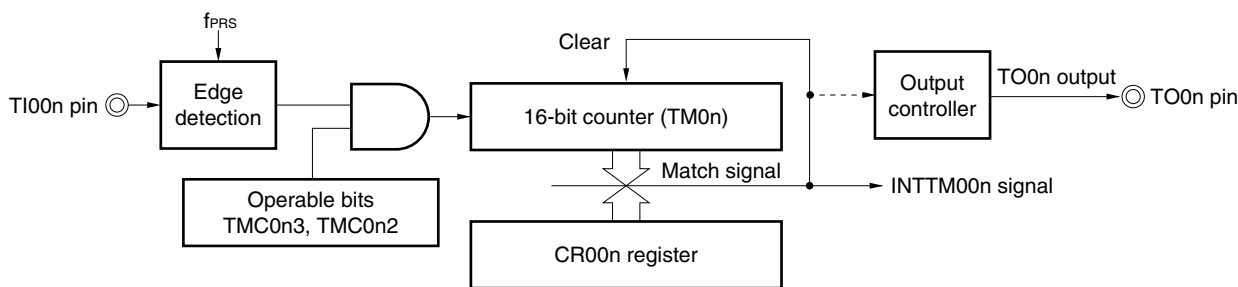 fPRS
Clear
TI00n pin
Edge
detection
16-bit counter (TM0n)
Output
controller
TO0n output
TO0n pin
Operable bits
TMC0n3, TMC0n2
Match signal
INTTM00n signal
CR00n register